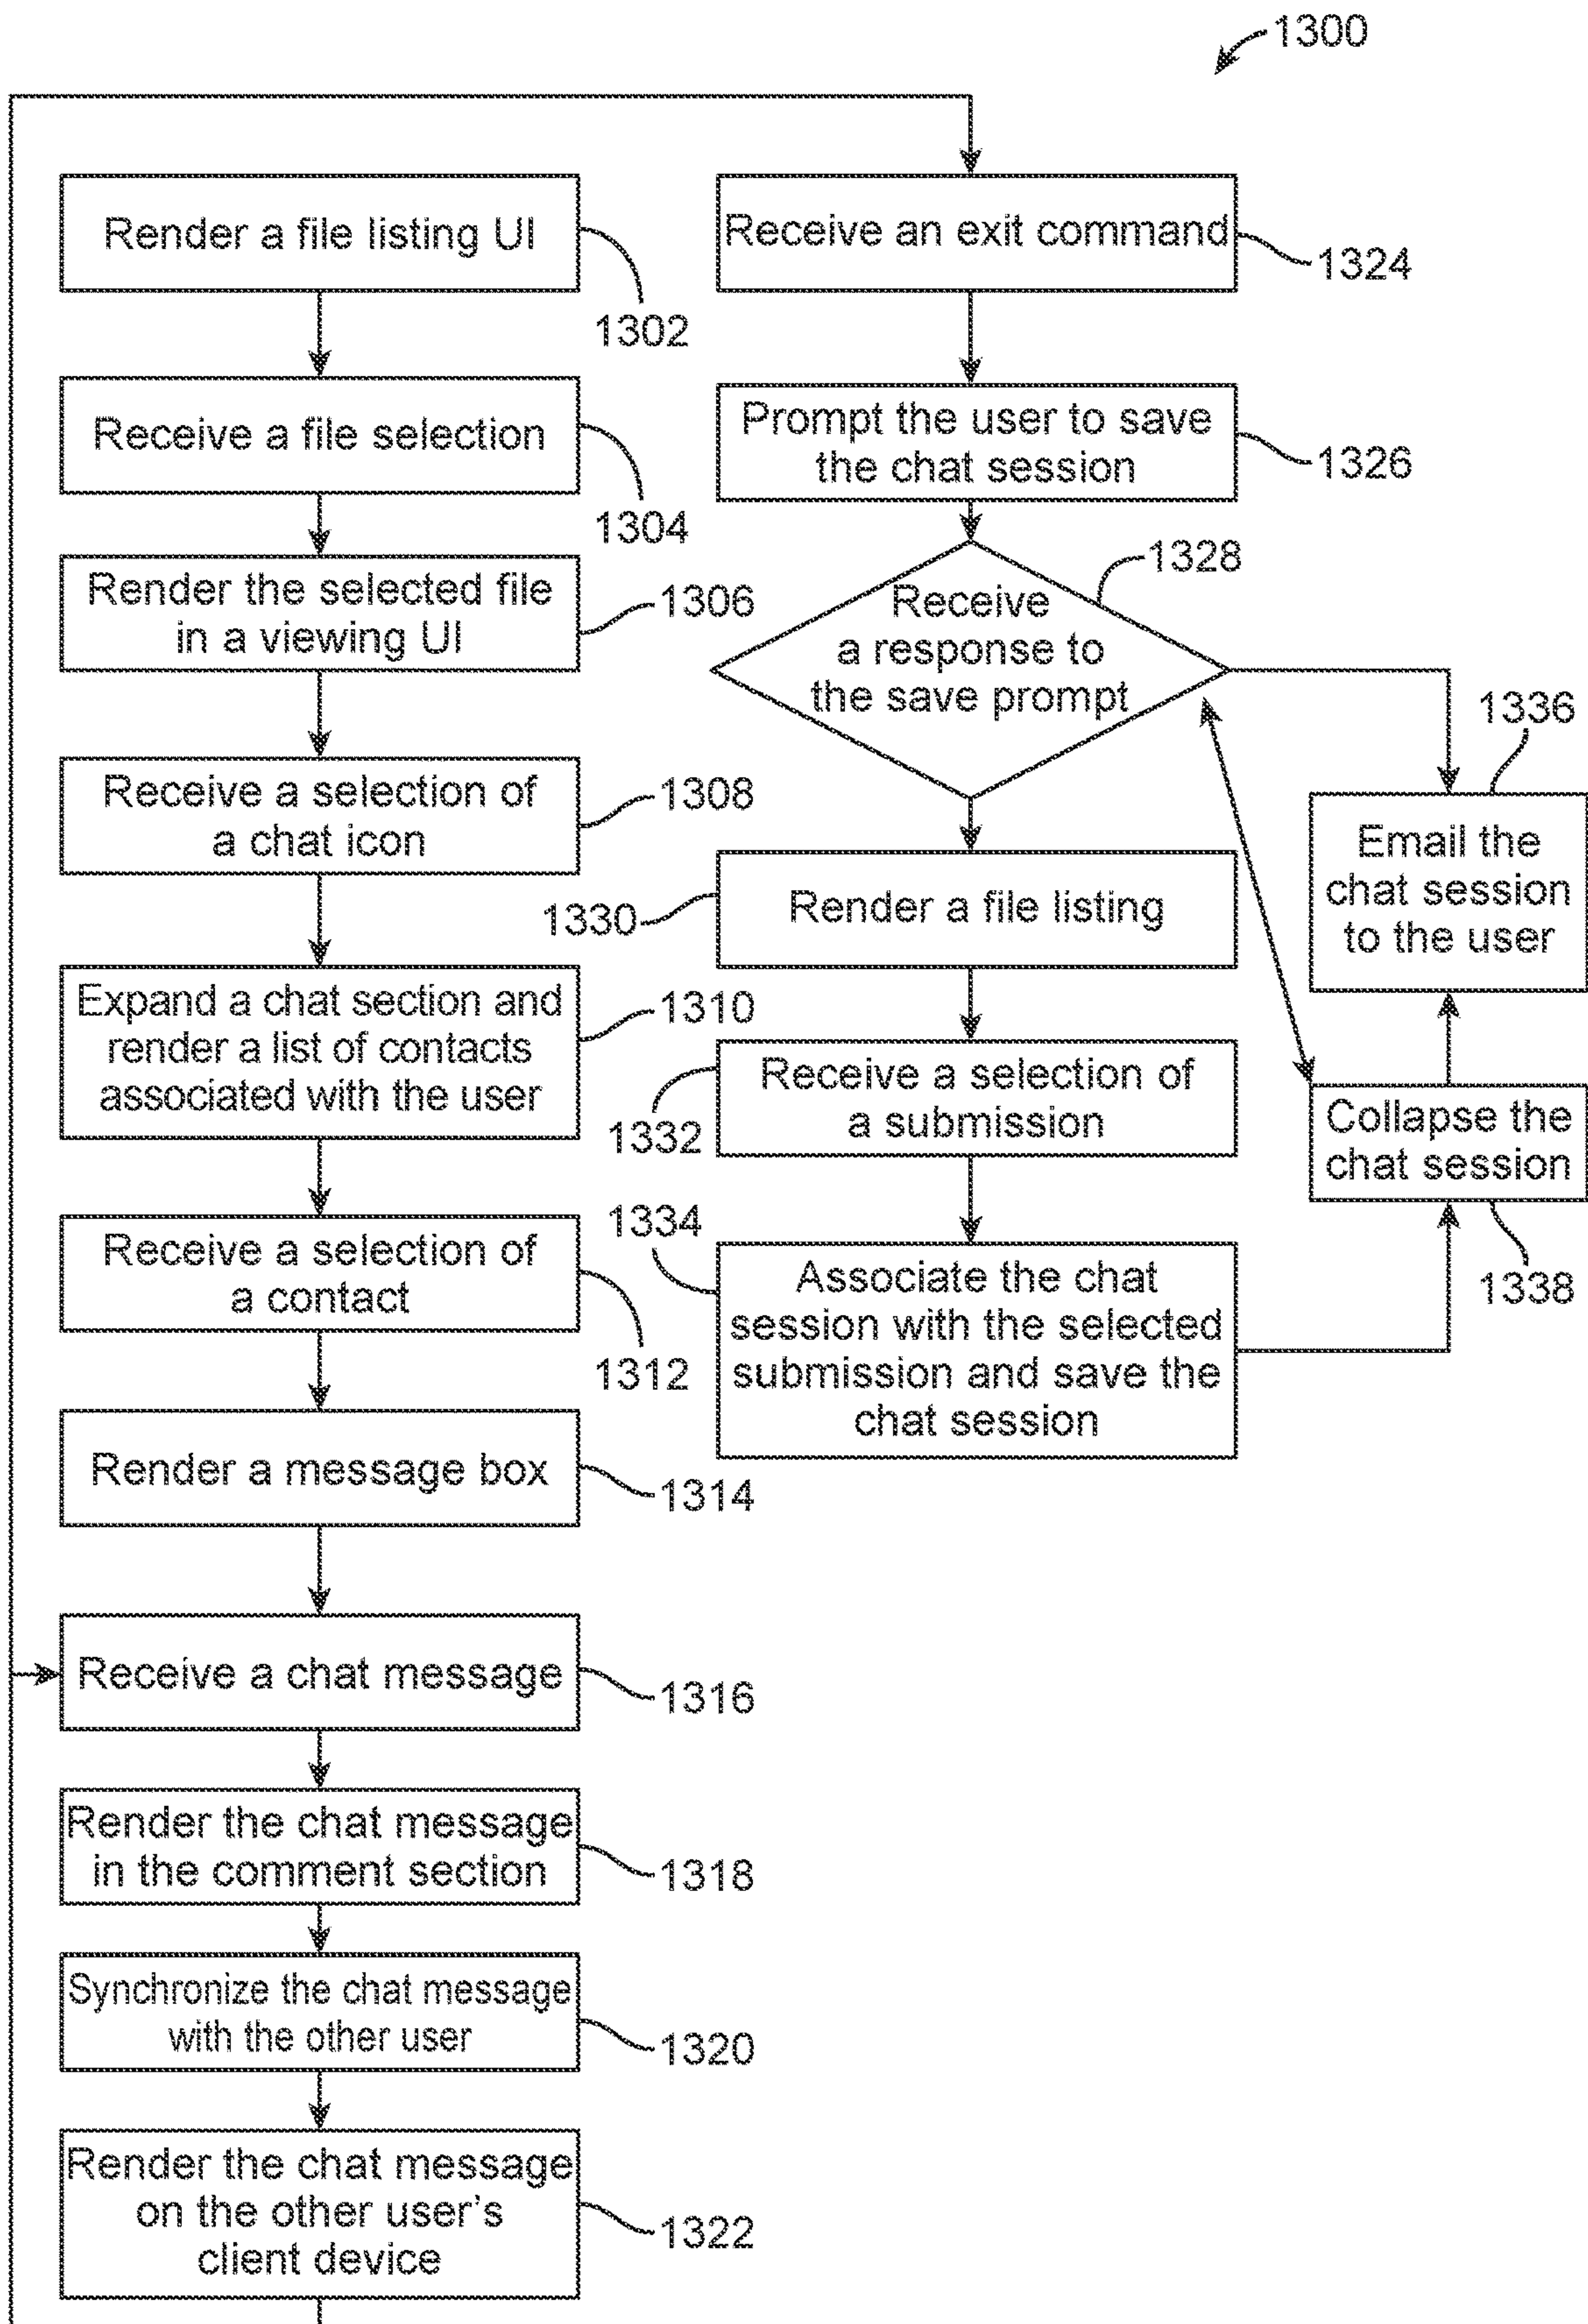 1300
Render a file listing UI
1302
Receive a file selection
1304
Render the selected file
in a viewing UI
1306
Receive a selection of
a chat icon
1308
Expand a chat section and
render a list of contacts
associated with the user
1310
Receive a selection of
a contact
1312
Render a message box
1314
Receive a chat message
1316
Render the chat message
in the comment section
1318
Synchronize the chat message
with the other user
1320
Render the chat message
on the other user's
client device
1322
Receive an exit command
1324
Prompt the user to save
the chat session
1326
Receive
a response to
the save prompt
1328
Render a file listing
1330
Receive a selection of
a submission
1332
Associate the chat
session with the selected
submission and save the
chat session
1334
Email the
chat session
to the user
1336
Collapse the
chat session
1338